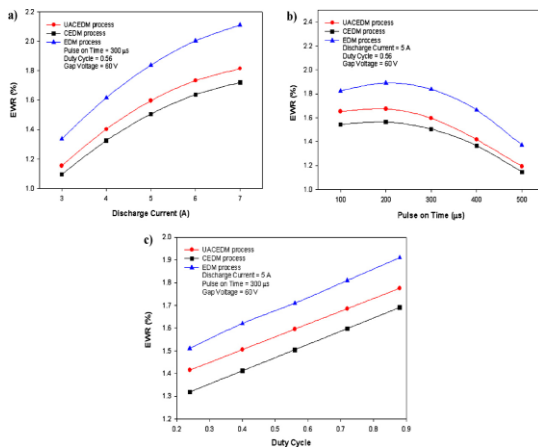 a)
UACEDM process
CEDM process
EDM process
Pulse on Time = 300 µs
Duty Cycle = 0.56
Gap Voltage = 60 V
EWR (%)
2.2
2.0
1.8
1.6
1.4
1.2
1.0
3 4 5 6 7
Discharge Current (A)
b)
UACEDM process
CEDM process
EDM process
Discharge Current = 5 A
Duty Cycle = 0.56
Gap Voltage = 60 V
EWR (%)
2.4
2.2
2.0
1.8
1.6
1.4
1.2
1.0
100 200 300 400 500
Pulse on Time (µs)
c)
UACEDM process
CEDM process
EDM process
Discharge Current = 5 A
Pulse on Time = 300 µs
Gap Voltage = 60 V
EWR (%)
2.0
1.9
1.8
1.7
1.6
1.5
1.4
1.3
1.2
0.2 0.3 0.4 0.5 0.6 0.7 0.8 0.9
Duty Cycle